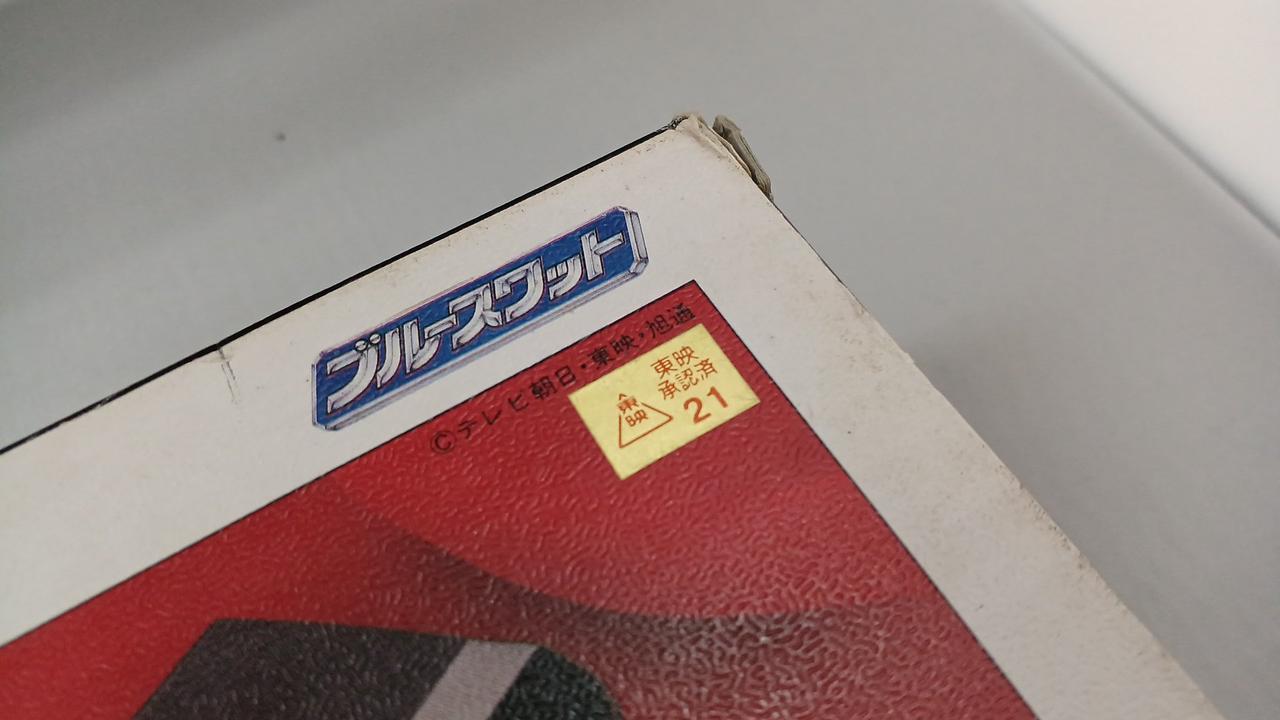 ブルースワット
©テレビ朝日・東映・旭通
東映
承認済
東映
21